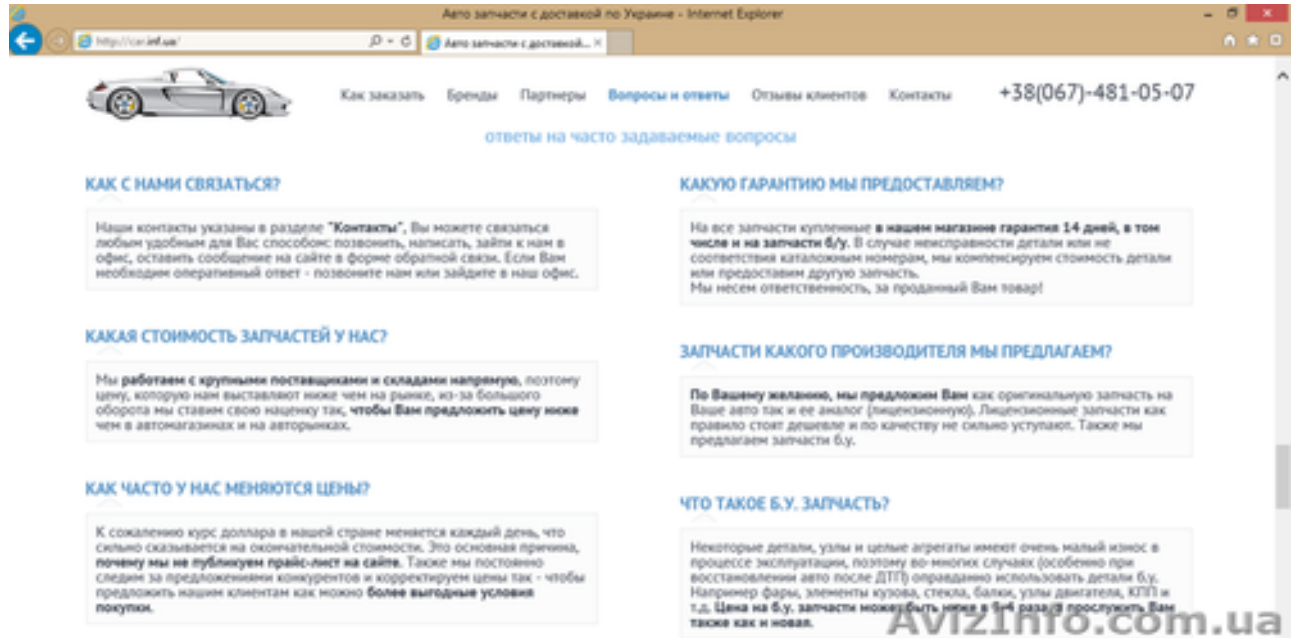 Авто запчасти с доставкой по Украине - Internet Explorer
http://car.inf.ua/
Авто запчасти с доставкой...
Как заказать Бренды Партнеры Вопросы и ответы Отзывы клиентов Контакты +38(067)-481-05-07
ответы на часто задаваемые вопросы
КАК С НАМИ СВЯЗАТЬСЯ?
Наши контакты указаны в разделе "Контакты", Вы можете связаться
любым удобным для Вас способом: позвонить, написать, зайти к нам в
офис, оставить сообщение на сайте в форме обратной связи. Если Вам
необходим оперативный ответ - позвоните нам или зайдите в наш офис.
КАКАЯ СТОИМОСТЬ ЗАПЧАСТЕЙ У НАС?
Мы работаем с крупными поставщиками и складами напрямую, поэтому
цену, которую нам выставляют ниже чем на рынке, из-за большого
оборота мы ставим свою наценку так, чтобы Вам предложить цену ниже
чем в автомагазинах и на авторынках.
КАК ЧАСТО У НАС МЕНЯЮТСЯ ЦЕНЫ?
К сожалению курс доллара в нашей стране меняется каждый день, что
сильно сказывается на окончательной стоимости. Это основная причина,
почему мы не публикуем прайс-лист на сайте. Также мы постоянно
следим за предложениями конкурентов и корректируем цены так - чтобы
предложить нашим клиентам как можно более выгодные условия
покупки.
КАКУЮ ГАРАНТИЮ МЫ ПРЕДОСТАВЛЯЕМ?
На все запчасти купленные в нашем магазине гарантия 14 дней, в том
числе и на запчасти б/у. В случае неисправности детали или не
соответствия каталожным номерам, мы компенсируем стоимость детали
или предоставим другую запчасть.
Мы несем ответственность, за проданный Вам товар!
ЗАПЧАСТИ КАКОГО ПРОИЗВОДИТЕЛЯ МЫ ПРЕДЛАГАЕМ?
По Вашему желанию, мы предложим Вам как оригинальную запчасть на
Ваше авто так и ее аналог (лицензионную). Лицензионные запчасти как
правило стоят дешевле и по качеству не сильно уступают. Также мы
предлагаем запчасти б.у.
ЧТО ТАКОЕ Б.У. ЗАПЧАСТЬ?
Некоторые детали, узлы и целые агрегаты имеют очень малый износ в
процессе эксплуатации, поэтому во-многих случаях (особенно при
восстановлении авто после ДТП) оправданно использовать детали б.у.
Например фары, элементы кузова, стекла, балки, узлы двигателя, КПП и
т.д. Цена на б.у. запчасти может быть ниже в раза, а прослужить Вам
также как и новая.
AvizInfo.com.ua